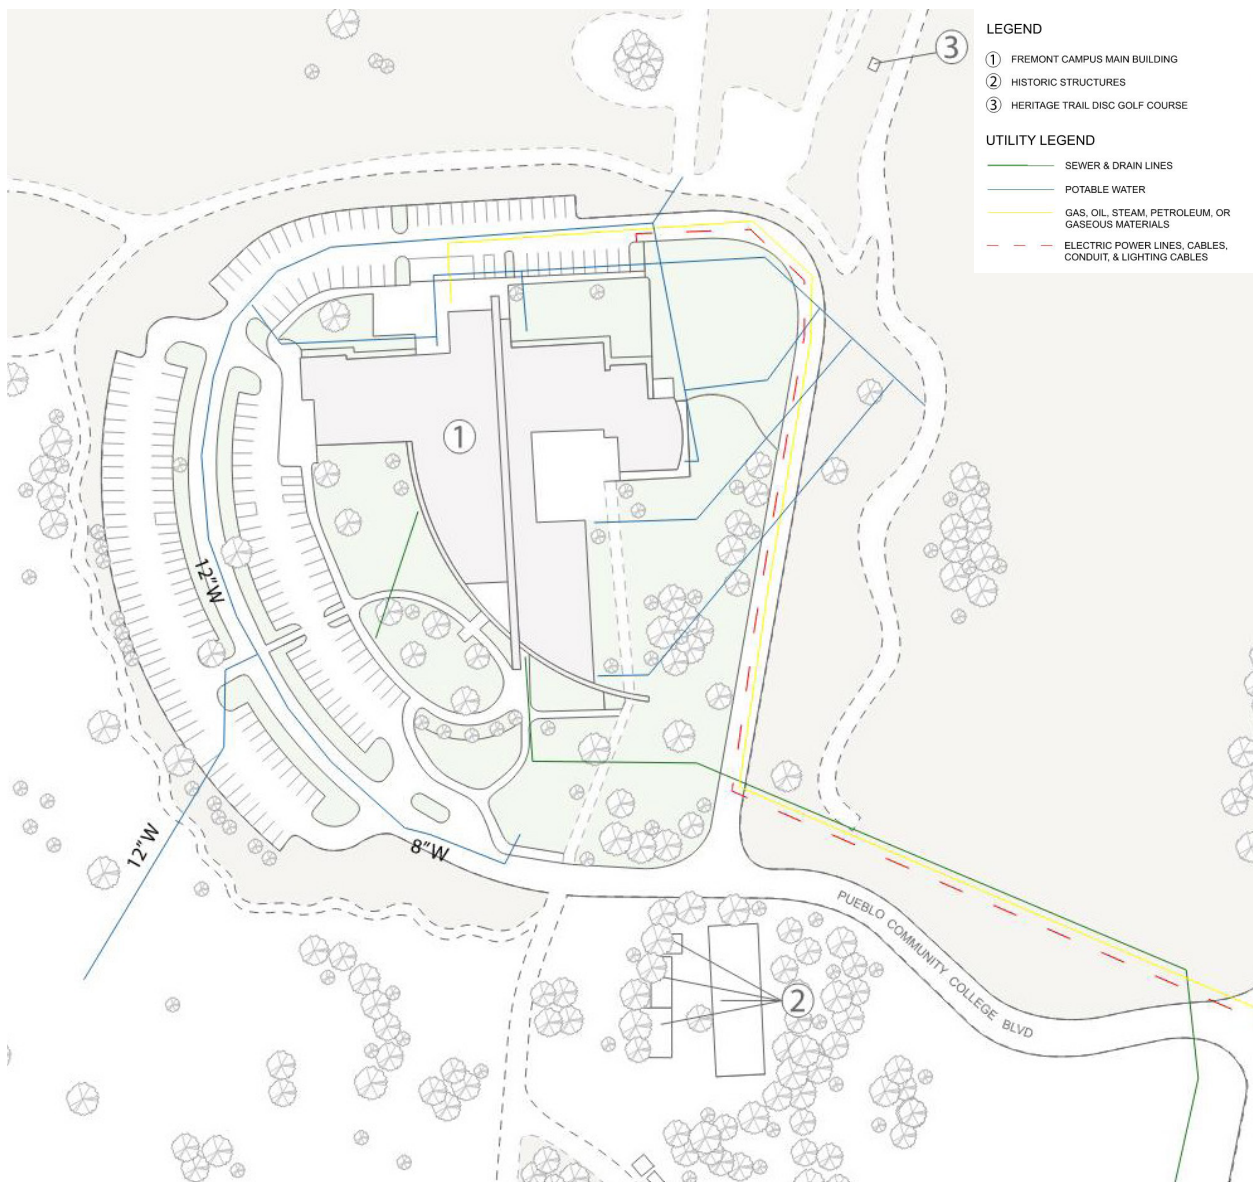 LEGEND
1 FREMONT CAMPUS MAIN BUILDING
2 HISTORIC STRUCTURES
3 HERITAGE TRAIL DISC GOLF COURSE
UTILITY LEGEND
SEWER & DRAIN LINES
POTABLE WATER
GAS, OIL, STEAM, PETROLEUM, OR
GASEOUS MATERIALS
ELECTRIC POWER LINES, CABLES,
CONDUIT, & LIGHTING CABLES
3
1
12"W
12"W
8"W
PUEBLO COMMUNITY COLLEGE BLVD
2